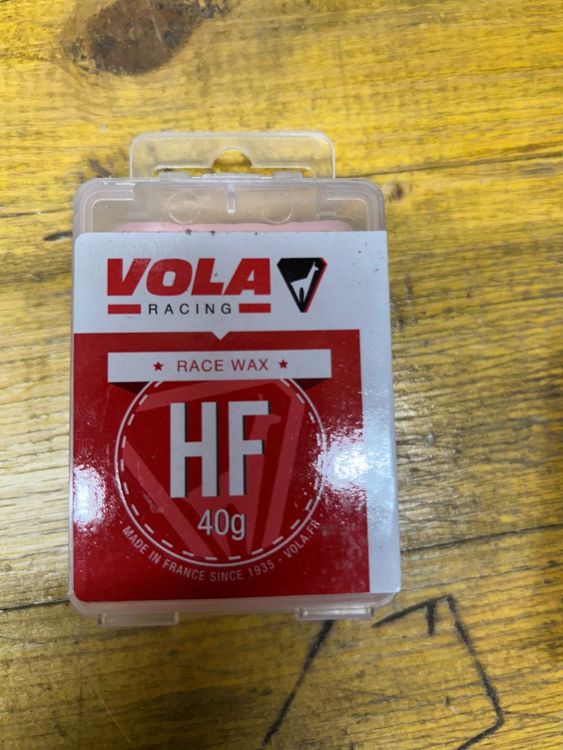 VOLA
RACING
★ RACE WAX ★
HF
40g
- MADE IN FRANCE SINCE 1935 - VOLA.FR